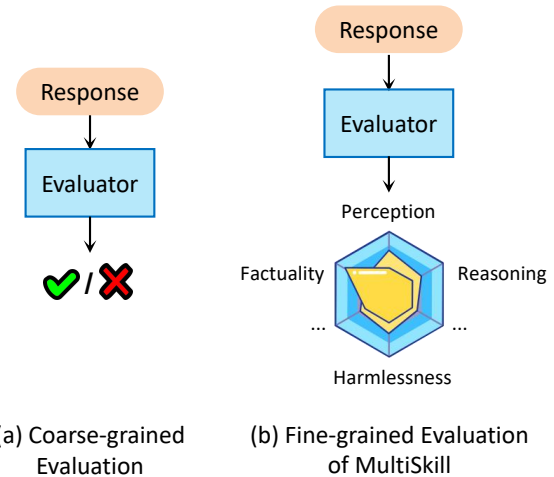 Response
Evaluator
/
(a) Coarse-grained
Evaluation
Response
Evaluator
Perception
Factuality
Reasoning
...
...
Harmlessness
(b) Fine-grained Evaluation
of MultiSkill